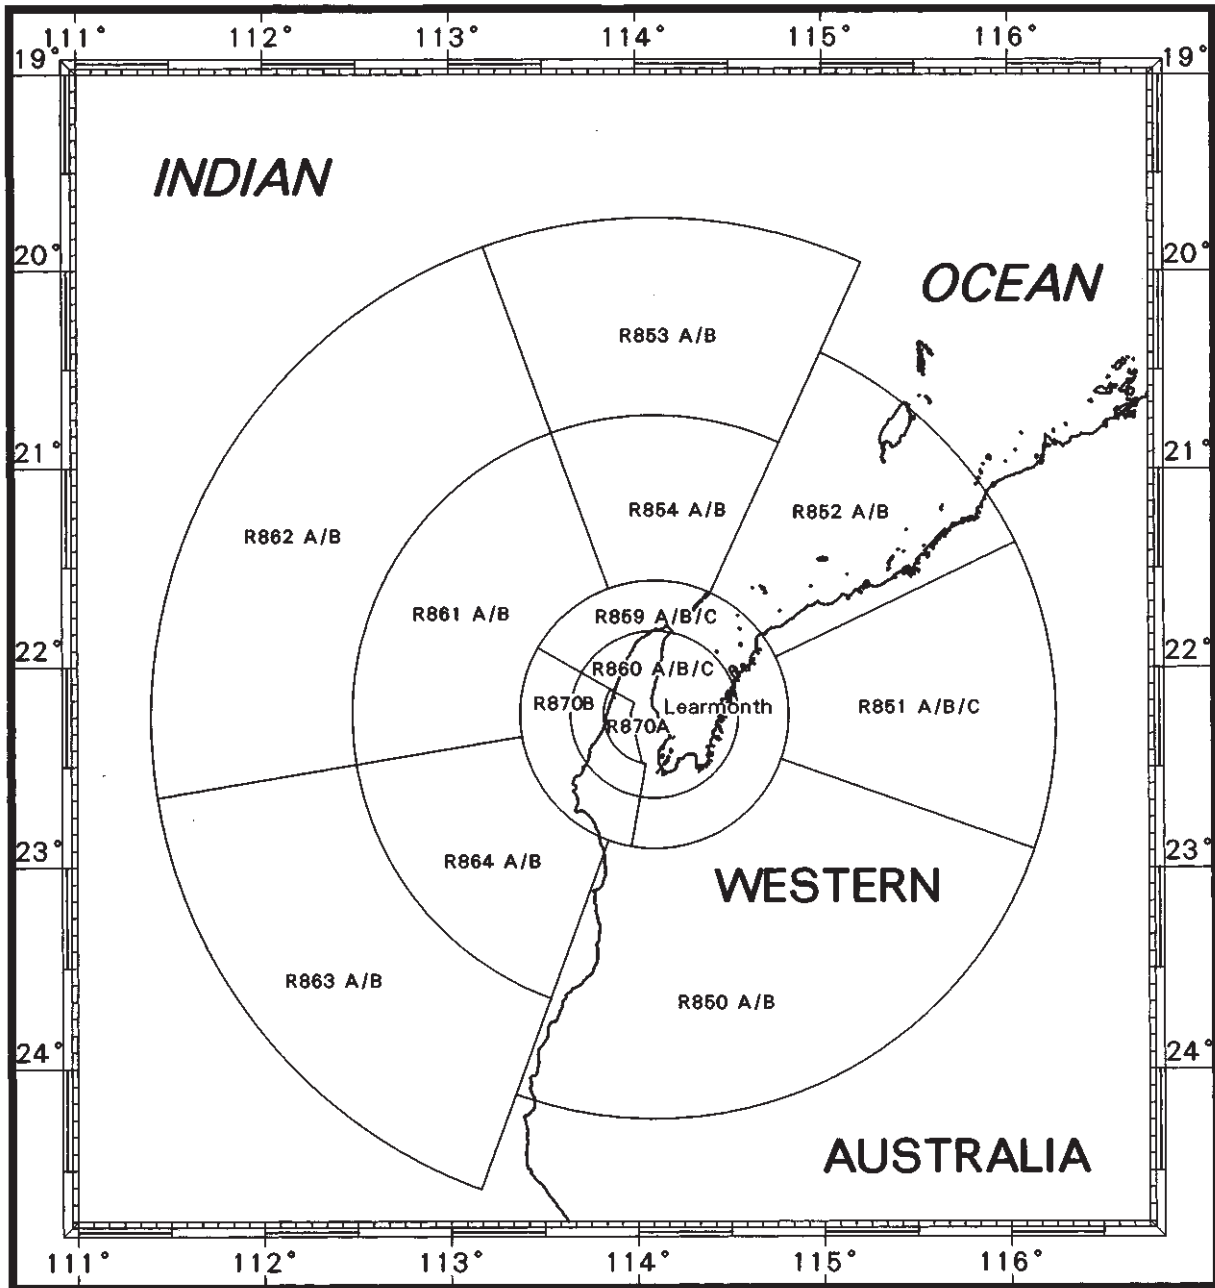 111° 112° 113° 114° 115° 116°
19° 19°
INDIAN
20° 20°
OCEAN
R853 A/B
21° 21°
R854 A/B
R852 A/B
R862 A/B
R861 A/B
R859 A/B/C
22° 22°
R860 A/B/C
R870B
Learmonth
R851 A/B/C
R870A
23° 23°
R864 A/B
WESTERN
R863 A/B
R850 A/B
24° 24°
AUSTRALIA
111° 112° 113° 114° 115° 116°